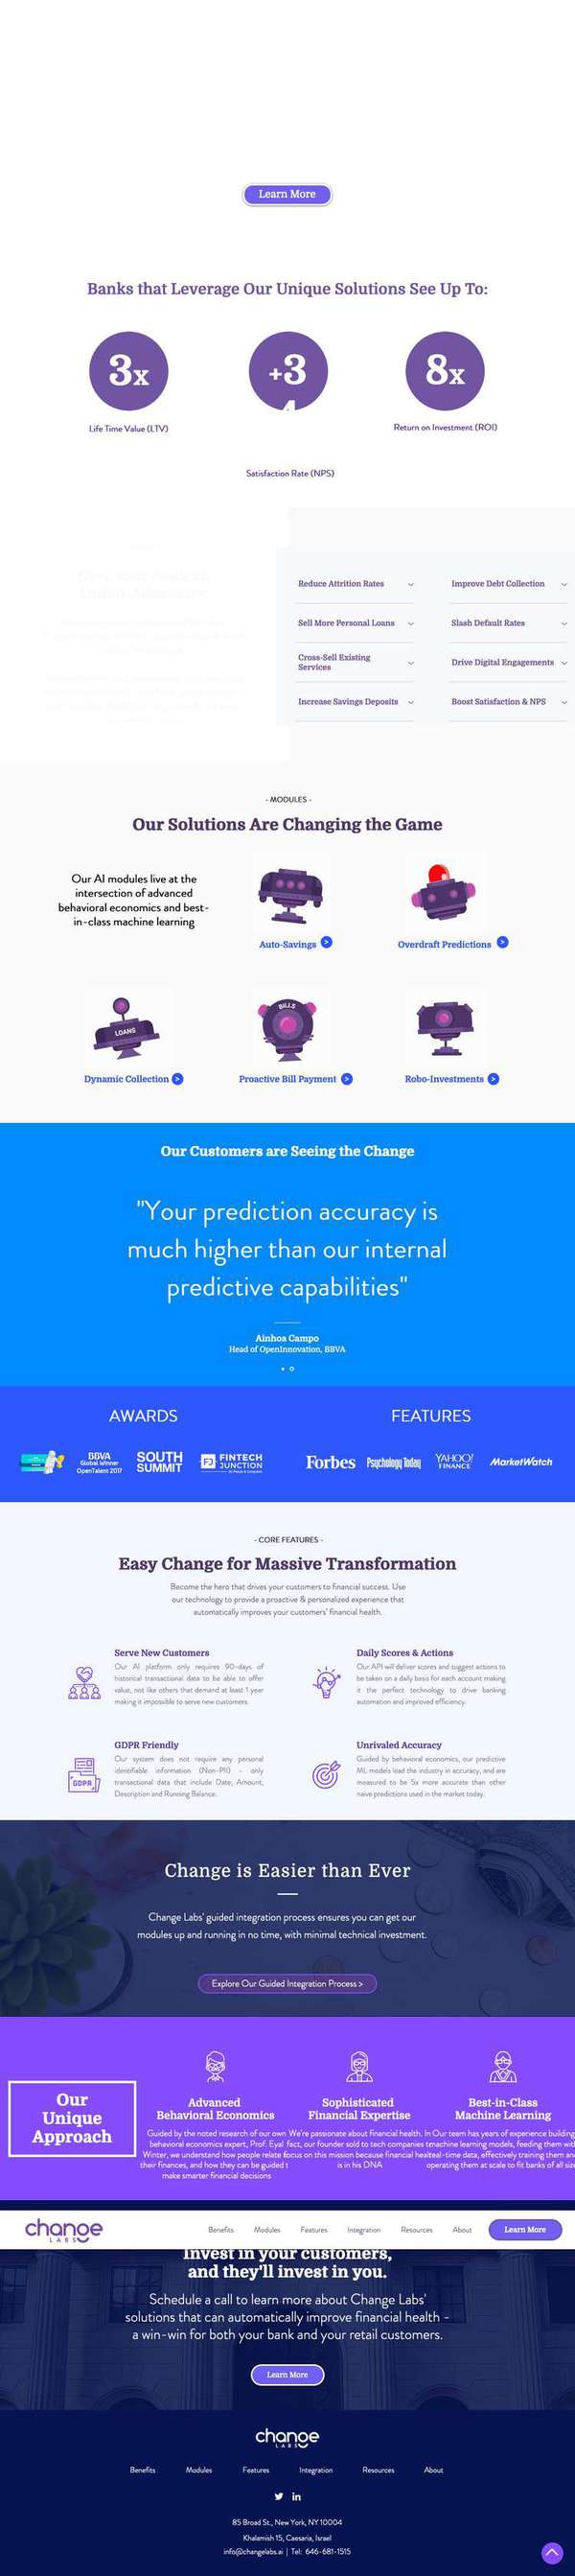 Learn More
Banks that Leverage Our Unique Solutions See Up To:
3x
+3
4
8x
Life Time Value (LTV)
Return on Investment (ROI)
Satisfaction Rate (NPS)
Reduce Attrition Rates
Improve Debt Collection
Sell More Personal Loans
Slash Default Rates
Cross-Sell Existing
Services
Drive Digital Engagements
Increase Savings Deposits
Boost Satisfaction & NPS
- MODULES -
Our Solutions Are Changing the Game
Our AI modules live at the
intersection of advanced
behavioral economics and best-
in-class machine learning
Auto-Savings >
Overdraft Predictions >
LOANS
BILLS
Dynamic Collection >
Proactive Bill Payment >
Robo-Investments >
Our Customers are Seeing the Change
"Your prediction accuracy is
much higher than our internal
predictive capabilities"
Ainhoa Campo
Head of OpenInnovation, BBVA
AWARDS
FEATURES
BBVA
Global Winner
OpenTalent 2017
SOUTH
SUMMIT
FJ FINTECH
JUNCTION
Forbes
Psychology Today
YAHOO!
FINANCE
MarketWatch
- CORE FEATURES -
Easy Change for Massive Transformation
Become the hero that drives your customers to financial success. Use
our technology to provide a proactive & personalized experience that
automatically improves your customers' financial health.
Serve New Customers
Our AI platform only requires 90-days of
historical transactional data to be able to offer
value, not like others that demand at least 1 year
making it impossible to serve new customers.
Daily Scores & Actions
Our API will deliver scores and suggest actions to
be taken on a daily basis for each account making
it the perfect technology to drive banking
automation and improved efficiency.
GDPR
GDPR Friendly
Our system does not require any personal
identifiable information (Non-PII) - only
transactional data that include Date, Amount,
Description and Running Balance.
Unrivaled Accuracy
Guided by behavioral economics, our predictive
ML models lead the industry in accuracy, and are
measured to be 5x more accurate than other
naive predictions used in the market today.
Change is Easier than Ever
Change Labs' guided integration process ensures you can get our
modules up and running in no time, with minimal technical investment.
Explore Our Guided Integration Process >
Our
Unique
Approach
Advanced
Behavioral Economics
Guided by the noted research of our own
behavioral economics expert, Prof. Eyal
Winter, we understand how people relate to
their finances, and how they can be guided t
make smarter financial decisions
Sophisticated
Financial Expertise
We're passionate about financial health. In
fact, our founder sold to tech companies
focus on this mission because financial health
is in his DNA
Best-in-Class
Machine Learning
Our team has years of experience building
machine learning models, feeding them with
real-time data, effectively training them and
operating them at scale to fit banks of all size
change
LABS
Benefits
Modules
Features
Integration
Resources
About
Learn More
Invest in your customers,
and they'll invest in you.
Schedule a call to learn more about Change Labs'
solutions that can automatically improve financial health -
a win-win for both your bank and your retail customers.
Learn More
change
LABS
Benefits
Modules
Features
Integration
Resources
About
in
85 Broad St., New York, NY 10004
Khalamish 15, Caesaria, Israel
info@changelabs.ai | Tel: 646-681-1515